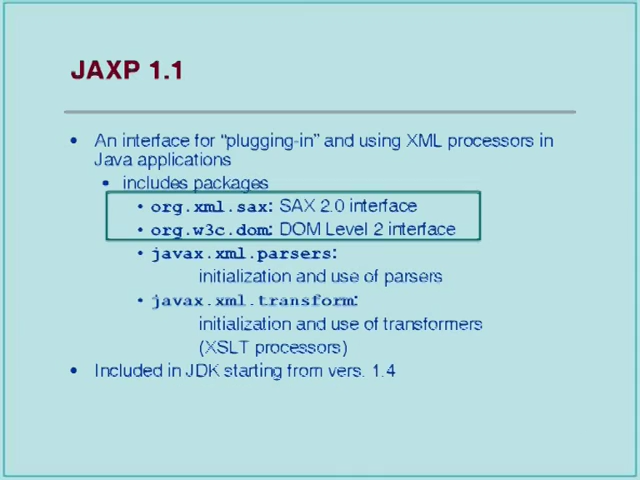 JAXP 1.1
• An interface for “plugging-in” and using XML processors in
Java applications
• includes packages
• org.xml.sax: SAX 2.0 interface
• org.w3c.dom: DOM Level 2 interface
• javax.xml.parsers:
initialization and use of parsers
• javax.xml.transform:
initialization and use of transformers
(XSLT processors)
• Included in JDK starting from vers. 1.4